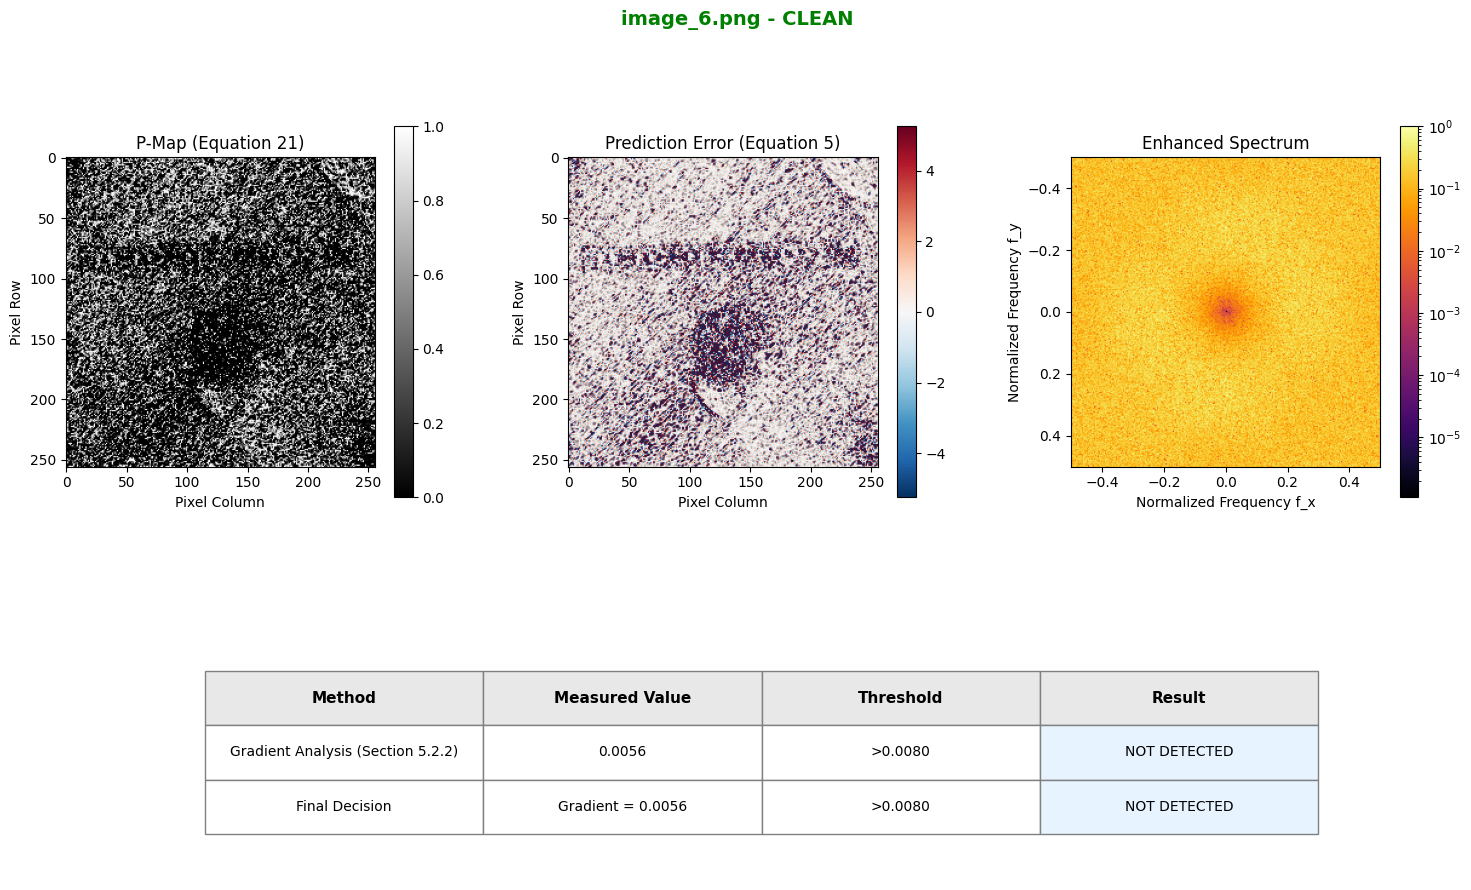 image_6.png - CLEAN
P-Map (Equation 21)
Prediction Error (Equation 5)
Enhanced Spectrum
0
50
100
150
200
250
Pixel Row
0 50 100 150 200 250
Pixel Column
1.0
0.8
0.6
0.4
0.2
0.0
0
50
100
150
200
250
Pixel Row
0 50 100 150 200 250
Pixel Column
4
2
0
−2
−4
−0.4
−0.2
0.0
0.2
0.4
Normalized Frequency f_y
−0.4 −0.2 0.0 0.2 0.4
Normalized Frequency f_x
10⁰
10⁻¹
10⁻²
10⁻³
10⁻⁴
10⁻⁵
Method Measured Value Threshold Result
Gradient Analysis (Section 5.2.2) 0.0056 >0.0080 NOT DETECTED
Final Decision Gradient = 0.0056 >0.0080 NOT DETECTED